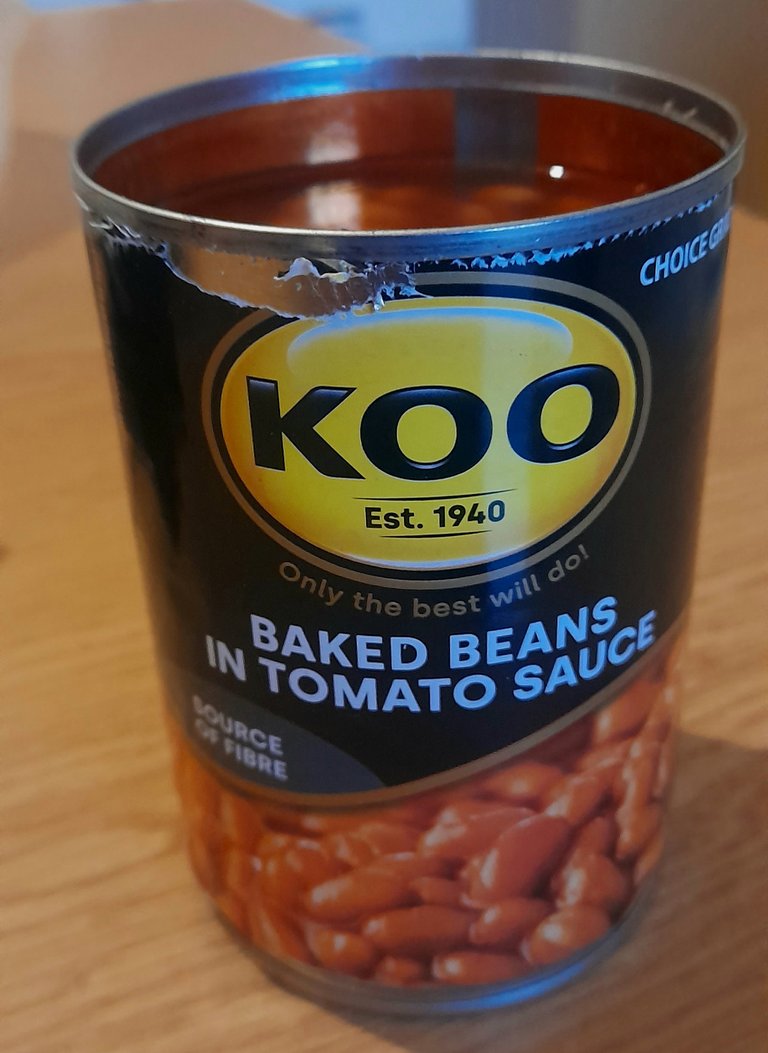 CHOICE
KOO
Est. 1940
Only the best will do!
BAKED BEANS
IN TOMATO SAUCE
SOURCE
OF FIBRE